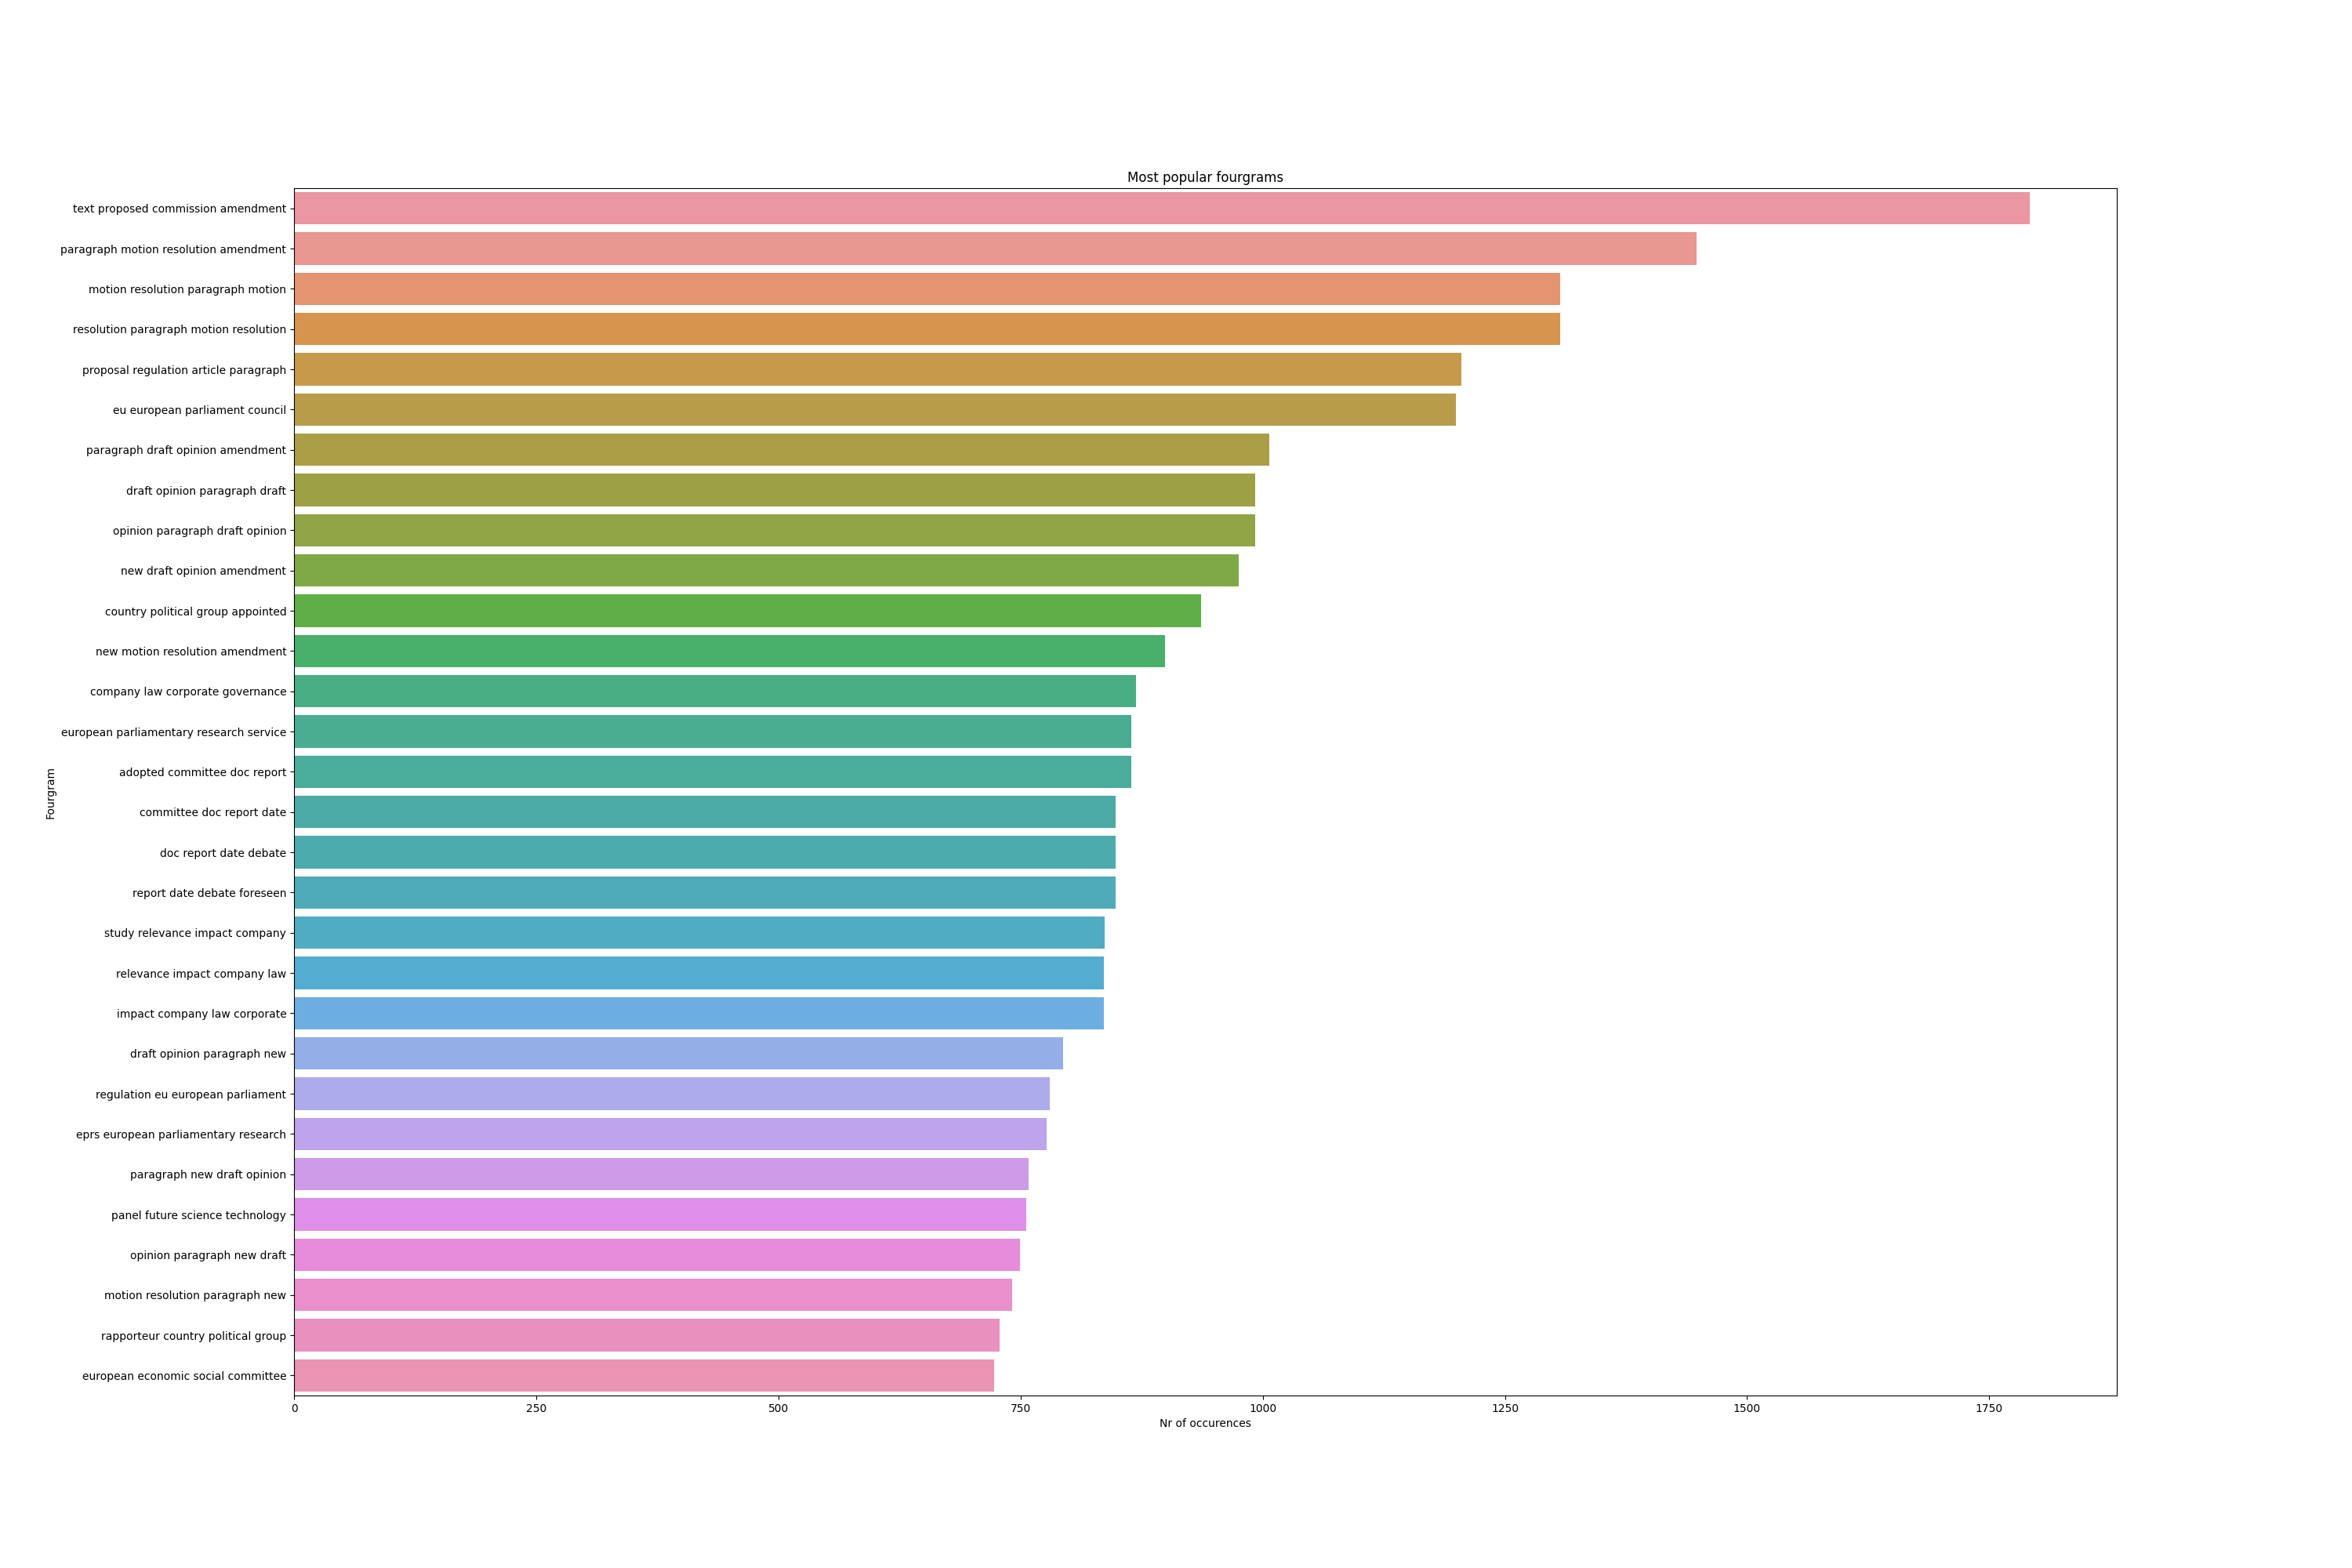 Most popular fourgrams
text proposed commission amendment
paragraph motion resolution amendment
motion resolution paragraph motion
resolution paragraph motion resolution
proposal regulation article paragraph
eu european parliament council
paragraph draft opinion amendment
draft opinion paragraph draft
opinion paragraph draft opinion
new draft opinion amendment
country political group appointed
new motion resolution amendment
company law corporate governance
european parliamentary research service
adopted committee doc report
committee doc report date
doc report date debate
report date debate foreseen
study relevance impact company
relevance impact company law
impact company law corporate
draft opinion paragraph new
regulation eu european parliament
eprs european parliamentary research
paragraph new draft opinion
panel future science technology
opinion paragraph new draft
motion resolution paragraph new
rapporteur country political group
european economic social committee
Fourgram
0 250 500 750 1000 1250 1500 1750
Nr of occurences